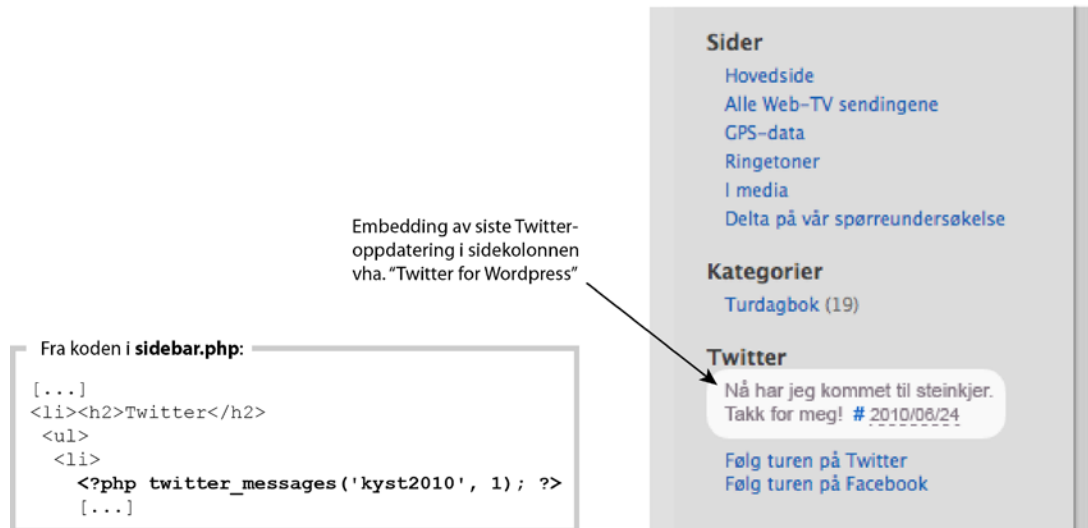 Embedding av siste Twitter-
oppdatering i sidekolonnen
vha. “Twitter for Wordpress”
Fra koden i sidebar.php:
[...]
<li><h2>Twitter</h2>
<ul>
<li>
<?php twitter_messages('kyst2010', 1); ?>
[...]
Sider
Hovedside
Alle Web-TV sendingene
GPS-data
Ringetoner
I media
Delta på vår spørreundersøkelse
Kategorier
Turdagbok (19)
Twitter
Nå har jeg kommet til steinkjer.
Takk for meg! # 2010/06/24
Følg turen på Twitter
Følg turen på Facebook